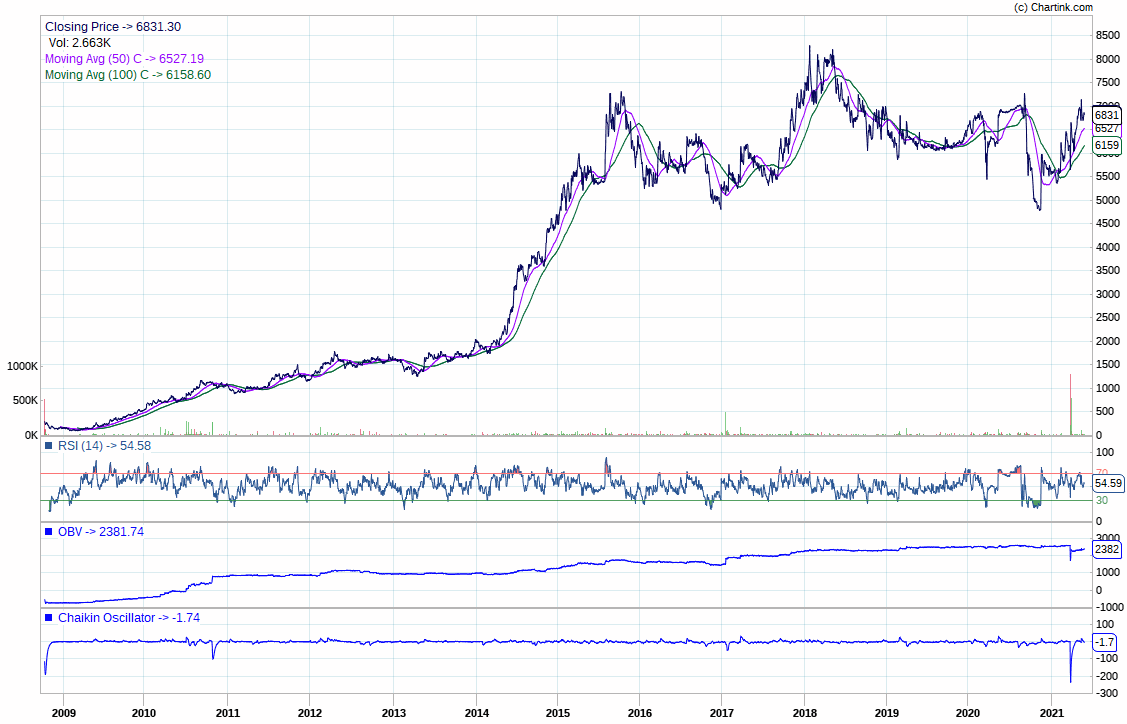 (c) Chartink.com
Closing Price -> 6831.30
Vol: 2.663K
Moving Avg (50) C -> 6527.19
Moving Avg (100) C -> 6158.60
8500
8000
7500
7000
6831
6527
6159
6000
5500
5000
4500
4000
3500
3000
2500
2000
1500
1000
500
0
1000K
500K
0K
RSI (14) -> 54.58
100
70
54.59
30
0
OBV -> 2381.74
3000
2382
1000
0
-1000
Chaikin Oscillator -> -1.74
100
-1.7
-100
-200
-300
2009 2010 2011 2012 2013 2014 2015 2016 2017 2018 2019 2020 2021